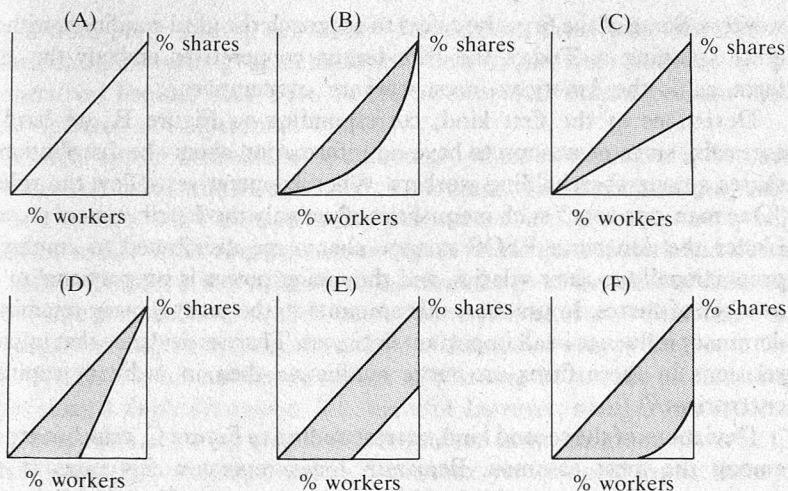 (A) (B) (C)
% shares % shares % shares
% workers % workers % workers
(D) (E) (F)
% shares % shares % shares
% workers % workers % workers